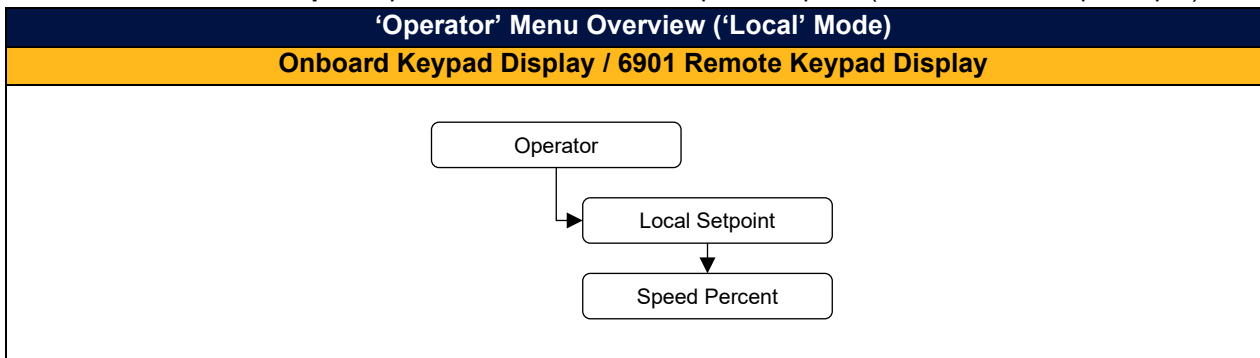 ‘Operator’ Menu Overview (‘Local’ Mode)
Onboard Keypad Display / 6901 Remote Keypad Display
Operator
Local Setpoint
Speed Percent